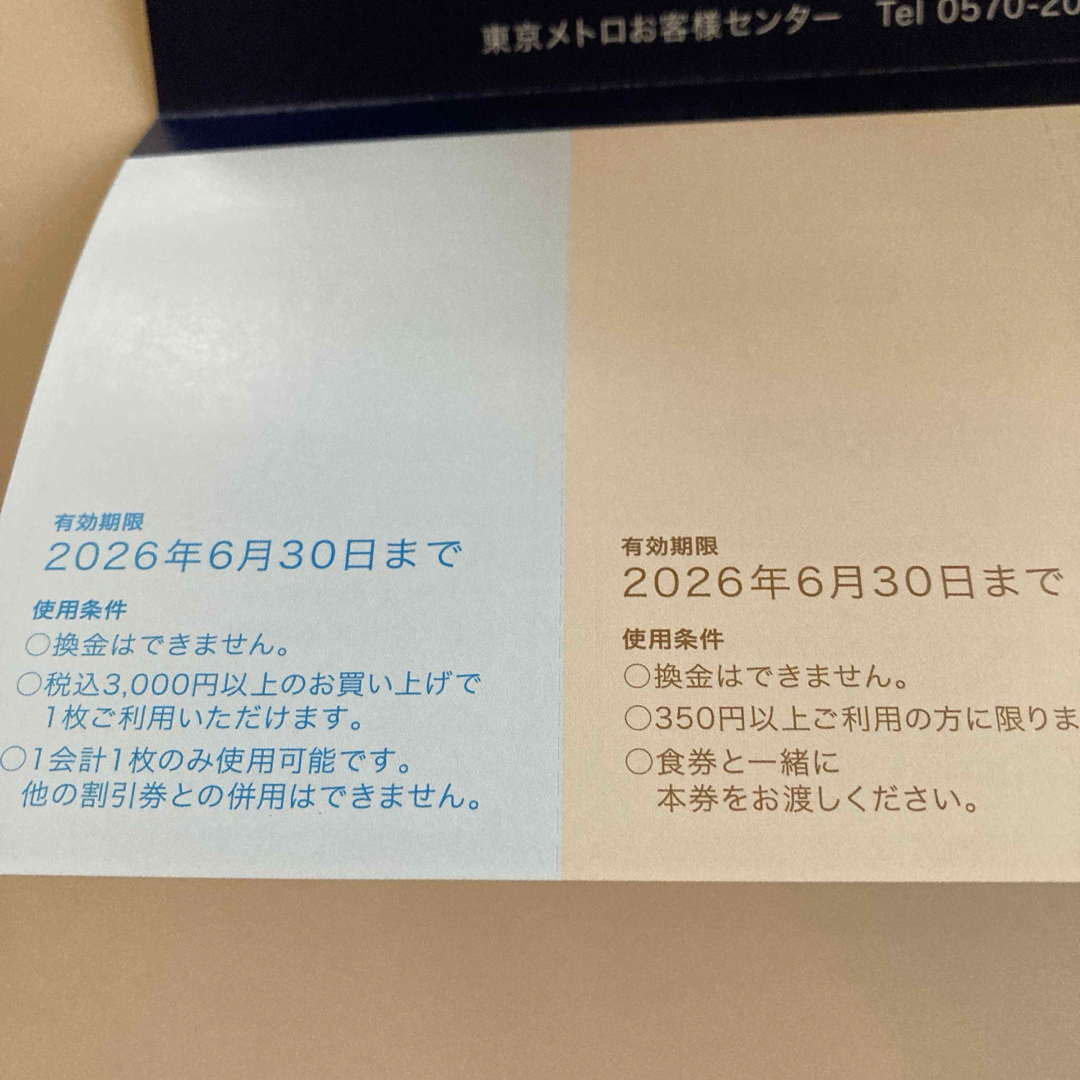 東京メトロお客様センター Tel 0570-20
有効期限
2026年6月30日まで
使用条件
○換金はできません。
○税込3,000円以上のお買い上げで
1枚ご利用いただけます。
○1会計1枚のみ使用可能です。
他の割引券との併用はできません。
有効期限
2026年6月30日まで
使用条件
○換金はできません。
○350円以上ご利用の方に限りま
○食券と一緒に
本券をお渡しください。